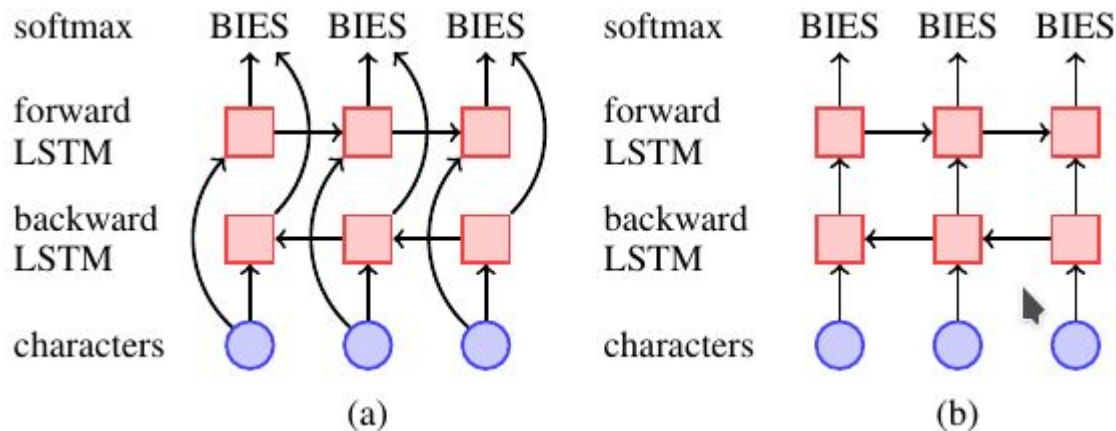 softmax BIES BIES BIES
forward
LSTM
backward
LSTM
characters
(a)
softmax BIES BIES BIES
forward
LSTM
backward
LSTM
characters
(b)